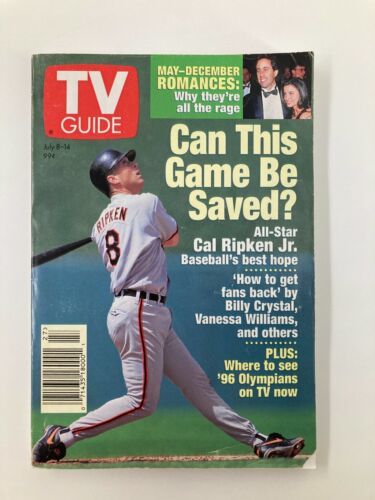 TV
GUIDE
July 8-14
99¢
MAY-DECEMBER
ROMANCES:
Why they're
all the rage
Can This
Game Be
Saved?
All-Star
Cal Ripken Jr.
Baseball's best hope
'How to get
fans back' by
Billy Crystal,
Vanessa Williams,
and others
PLUS:
Where to see
'96 Olympians
on TV now
RIPKEN
8
27>